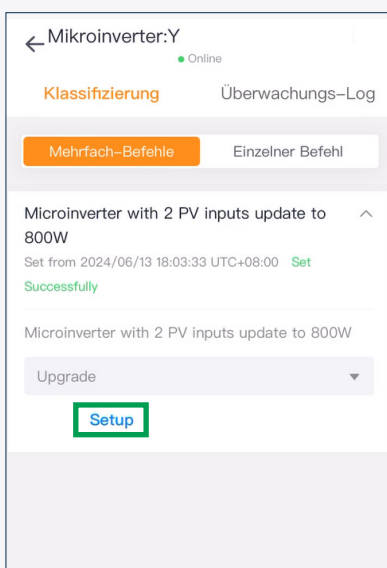 Mikroinverter:Y
Online
Klassifizierung Überwachungs-Log
Mehrfach-Befehle Einzelner Befehl
Microinverter with 2 PV inputs update to
800W
Set from 2024/06/13 18:03:33 UTC+08:00 Set
Successfully
Microinverter with 2 PV inputs update to 800W
Upgrade
Setup